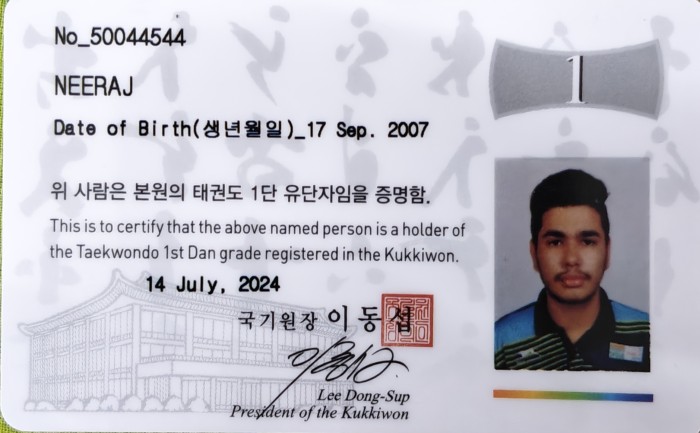 No_50044544
1
NEERAJ
Date of Birth(생년월일)_17 Sep. 2007
위 사람은 본원의 태권도 1단 유단자임을 증명함.
This is to certify that the above named person is a holder of
the Taekwondo 1st Dan grade registered in the Kukkiwon.
14 July, 2024
국기원장 이동섭
Lee Dong-Sup
President of the Kukkiwon